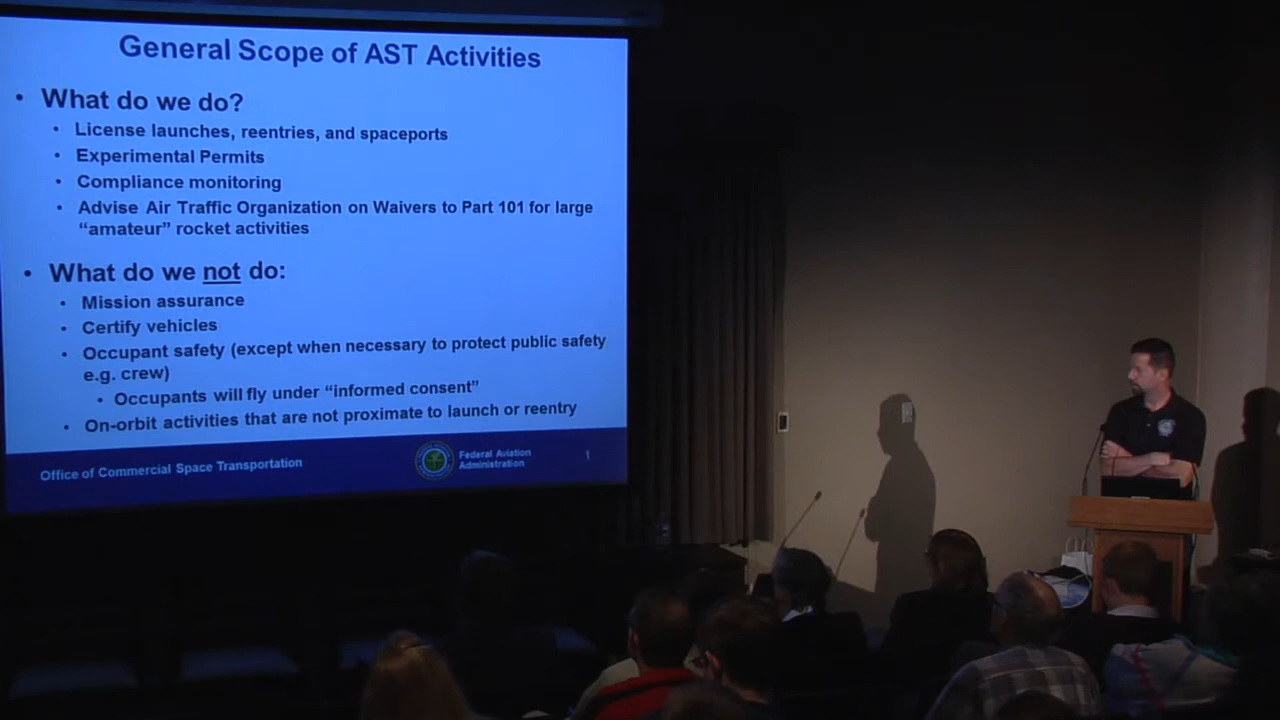 General Scope of AST Activities
• What do we do?
• License launches, reentries, and spaceports
• Experimental Permits
• Compliance monitoring
• Advise Air Traffic Organization on Waivers to Part 101 for large
“amateur” rocket activities
• What do we not do:
• Mission assurance
• Certify vehicles
• Occupant safety (except when necessary to protect public safety
e.g. crew)
• Occupants will fly under “informed consent”
• On-orbit activities that are not proximate to launch or reentry
Office of Commercial Space Transportation
Federal Aviation
Administration
1